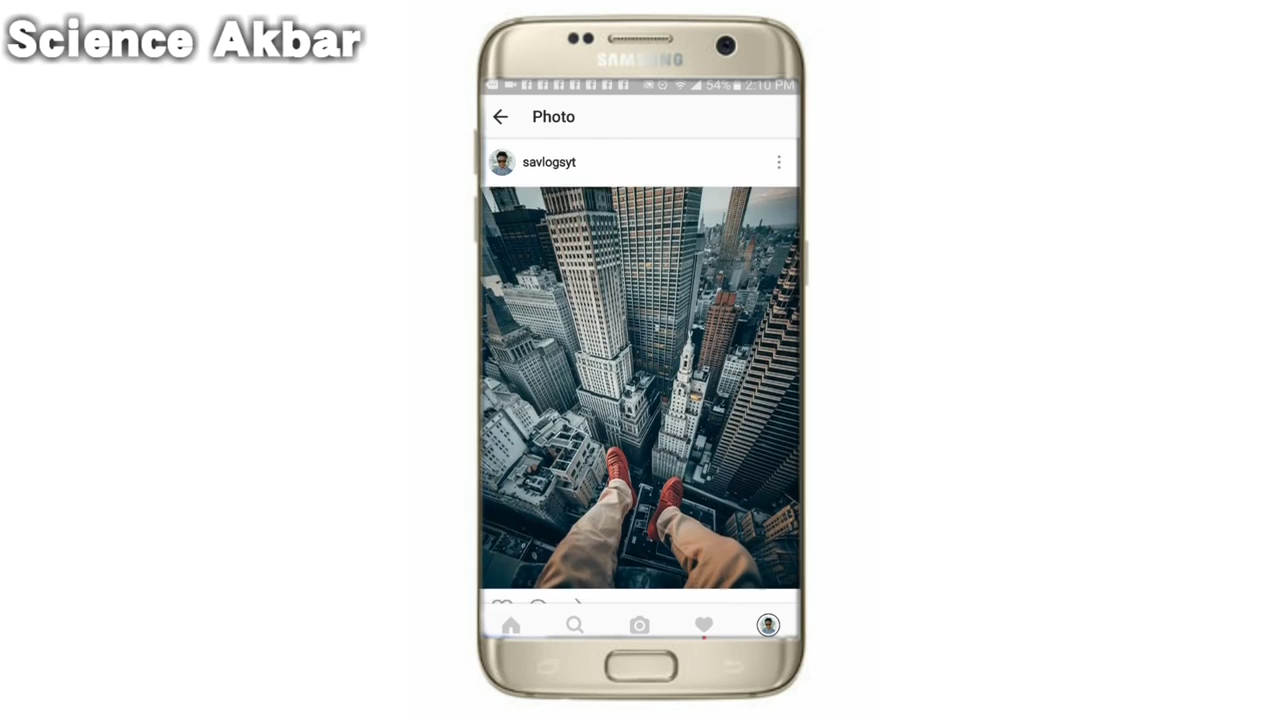 Science Akbar
SAMSUNG
54% 2:10 PM
Photo
savlogsyt